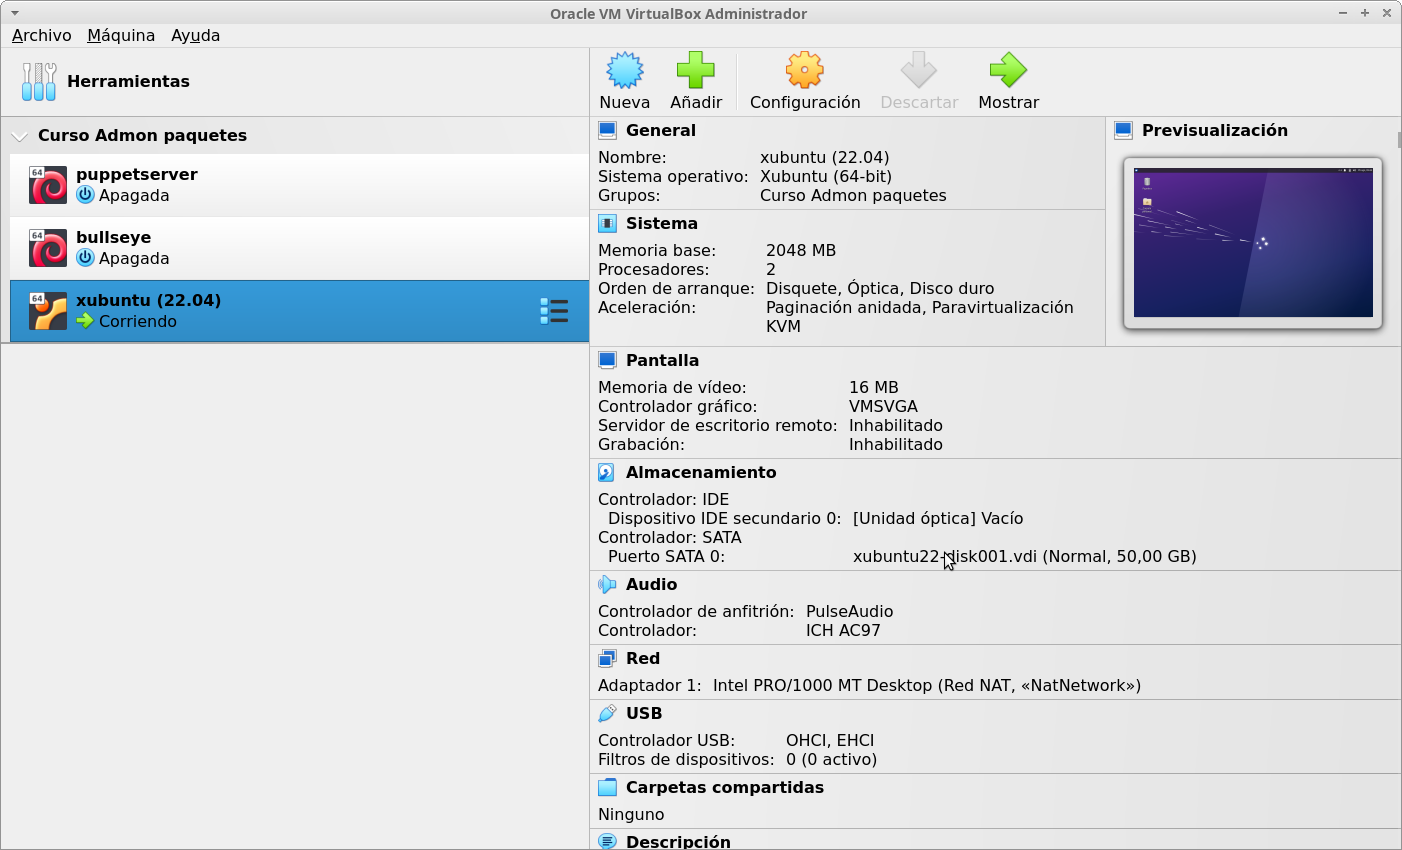 Oracle VM VirtualBox Administrador
Archivo Máquina Ayuda
Herramientas
Nueva Añadir Configuración Descartar Mostrar
Curso Admon paquetes
64
puppetserver
Apagada
64
bullseye
Apagada
64
xubuntu (22.04)
Corriendo
General
Nombre: xubuntu (22.04)
Sistema operativo: Xubuntu (64-bit)
Grupos: Curso Admon paquetes
Previsualización
Sistema
Memoria base: 2048 MB
Procesadores: 2
Orden de arranque: Disquete, Óptica, Disco duro
Aceleración: Paginación anidada, Paravirtualización
KVM
Pantalla
Memoria de vídeo: 16 MB
Controlador gráfico: VMSVGA
Servidor de escritorio remoto: Inhabilitado
Grabación: Inhabilitado
Almacenamiento
Controlador: IDE
Dispositivo IDE secundario 0: [Unidad óptica] Vacío
Controlador: SATA
Puerto SATA 0: xubuntu22-disk001.vdi (Normal, 50,00 GB)
Audio
Controlador de anfitrión: PulseAudio
Controlador: ICH AC97
Red
Adaptador 1: Intel PRO/1000 MT Desktop (Red NAT, «NatNetwork»)
USB
Controlador USB: OHCI, EHCI
Filtros de dispositivos: 0 (0 activo)
Carpetas compartidas
Ninguno
Descripción